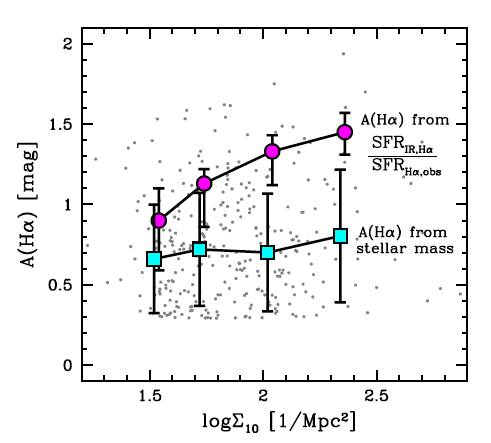 2
1.5
1
0.5
0
A(Hα) [mag]
A(Hα) from
SFR_IR,Hα
SFR_Hα,obs
A(Hα) from
stellar mass
1.5 2 2.5
logΣ₁₀ [1/Mpc²]